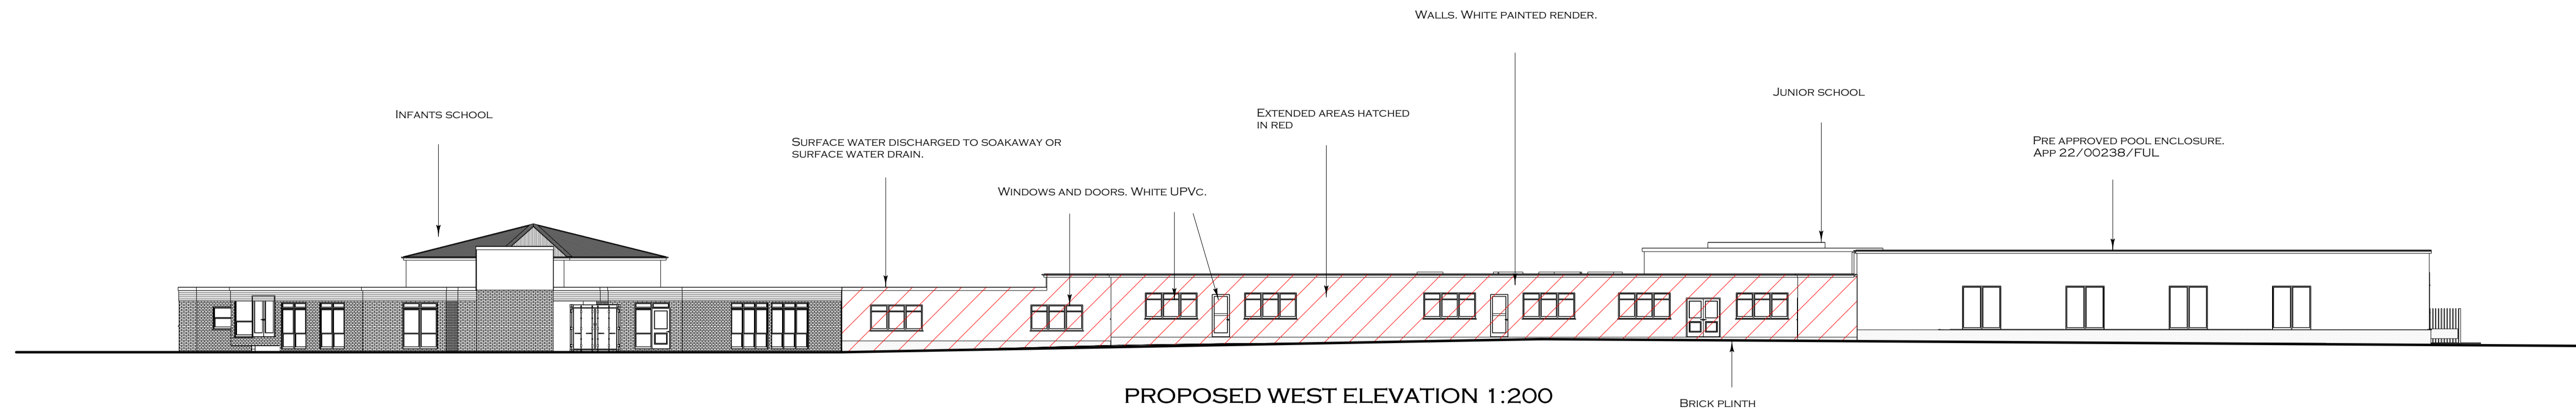 Walls. White painted render.
Junior school
Extended areas hatched
in red
Infants school
Pre approved pool enclosure.
App 22/00238/FUL
Surface water discharged to soakaway or
surface water drain.
Windows and doors. White UPVc.
PROPOSED WEST ELEVATION 1:200
Brick plinth